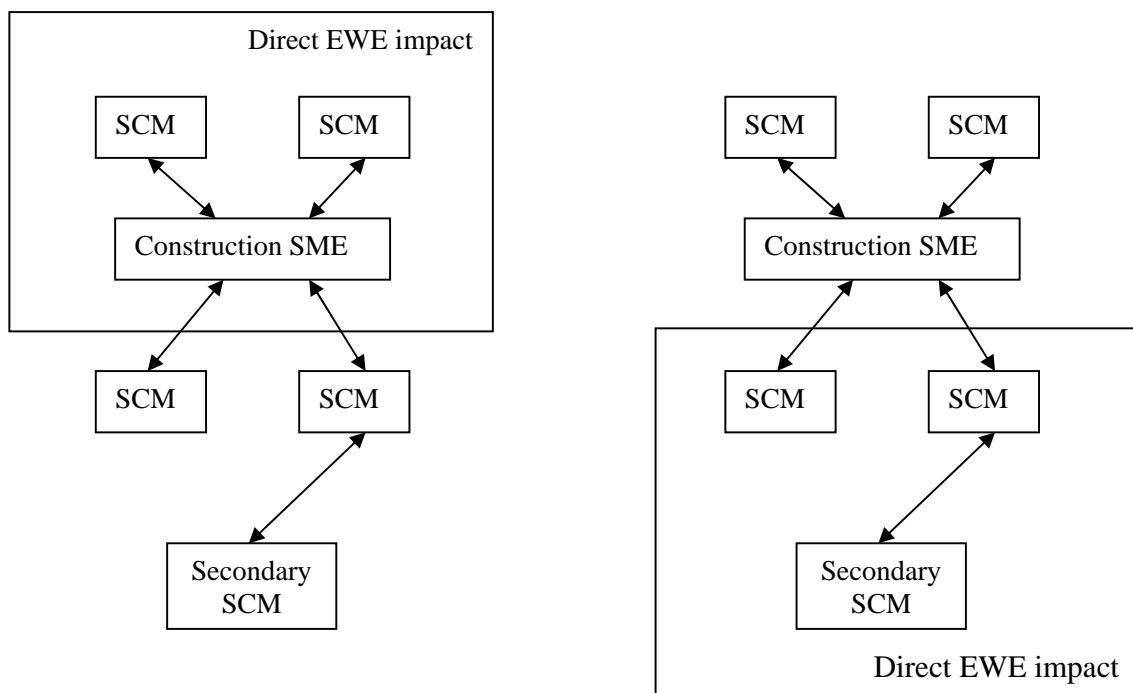 Direct EWE impact
SCM
SCM
Construction SME
SCM
SCM
Secondary
SCM
SCM
SCM
Construction SME
SCM
SCM
Secondary
SCM
Direct EWE impact